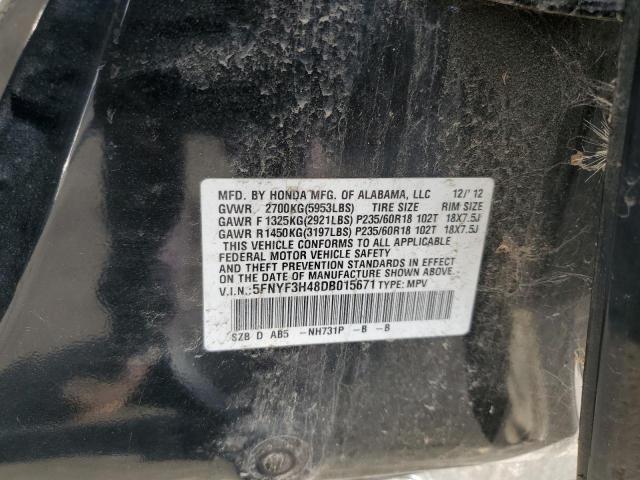 MFD. BY HONDA MFG. OF ALABAMA, LLC 12/'12
GVWR 2700KG(5953LBS) TIRE SIZE RIM SIZE
GAWR F 1325KG(2921LBS) P235/60R18 102T 18X7.5J
GAWR R1450KG(3197LBS) P235/60R18 102T 18X7.5J
THIS VEHICLE CONFORMS TO ALL APPLICABLE
FEDERAL MOTOR VEHICLE SAFETY
AND THEFT PREVENTION STANDARDS IN EFFECT
ON THE DATE OF MANUFACTURE SHOWN ABOVE.
V.I.N.:5FNYF3H48DB015671 TYPE: MPV
SZB D AB5 -NH731P -B -B